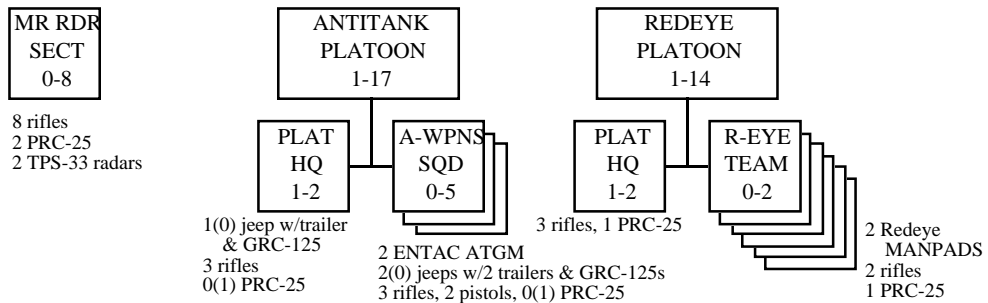 MR RDR
SECT
0-8
8 rifles
2 PRC-25
2 TPS-33 radars
ANTITANK
PLATOON
1-17
PLAT
HQ
1-2
1(0) jeep w/trailer
& GRC-125
3 rifles
0(1) PRC-25
A-WPNS
SQD
0-5
2 ENTAC ATGM
2(0) jeeps w/2 trailers & GRC-125s
3 rifles, 2 pistols, 0(1) PRC-25
REDEYE
PLATOON
1-14
PLAT
HQ
1-2
3 rifles, 1 PRC-25
R-EYE
TEAM
0-2
2 Redeye
MANPADS
2 rifles
1 PRC-25